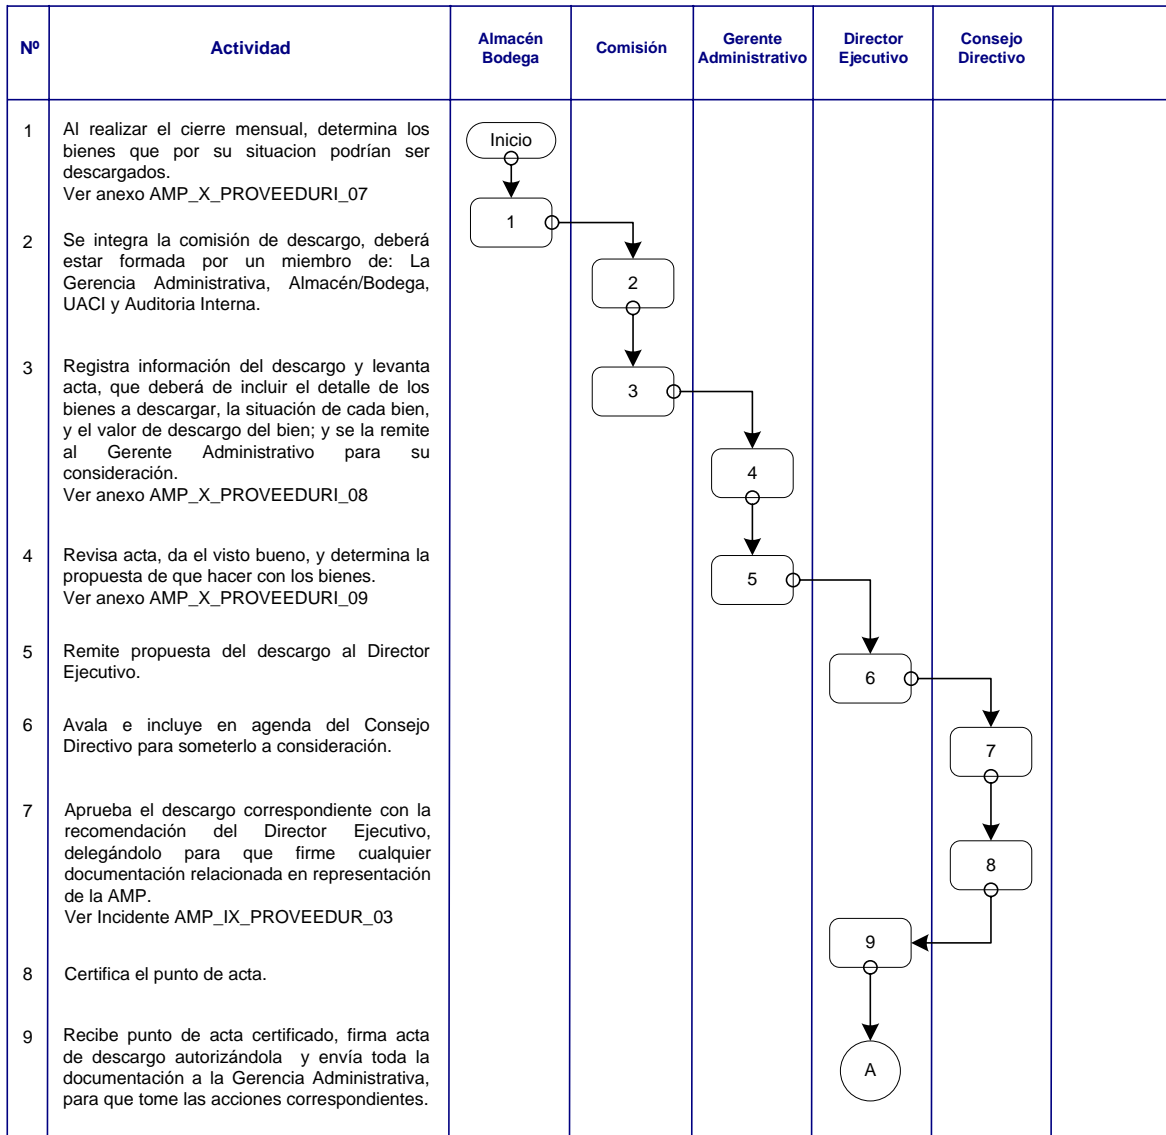 Nº
Actividad
Almacén
Bodega
Comisión
Gerente
Administrativo
Director
Ejecutivo
Consejo
Directivo
1
Al realizar el cierre mensual, determina los
bienes que por su situacion podrían ser
descargados.
Ver anexo AMP_X_PROVEEDURI_07
2
Se integra la comisión de descargo, deberá
estar formada por un miembro de: La
Gerencia Administrativa, Almacén/Bodega,
UACI y Auditoria Interna.
3
Registra información del descargo y levanta
acta, que deberá de incluir el detalle de los
bienes a descargar, la situación de cada bien,
y el valor de descargo del bien; y se la remite
al Gerente Administrativo para su
consideración.
Ver anexo AMP_X_PROVEEDURI_08
4
Revisa acta, da el visto bueno, y determina la
propuesta de que hacer con los bienes.
Ver anexo AMP_X_PROVEEDURI_09
5
Remite propuesta del descargo al Director
Ejecutivo.
6
Avala e incluye en agenda del Consejo
Directivo para someterlo a consideración.
7
Aprueba el descargo correspondiente con la
recomendación del Director Ejecutivo,
delegándolo para que firme cualquier
documentación relacionada en representación
de la AMP.
Ver Incidente AMP_IX_PROVEEDUR_03
8
Certifica el punto de acta.
9
Recibe punto de acta certificado, firma acta
de descargo autorizándola y envía toda la
documentación a la Gerencia Administrativa,
para que tome las acciones correspondientes.
Inicio
1
2
3
4
5
6
7
8
9
A